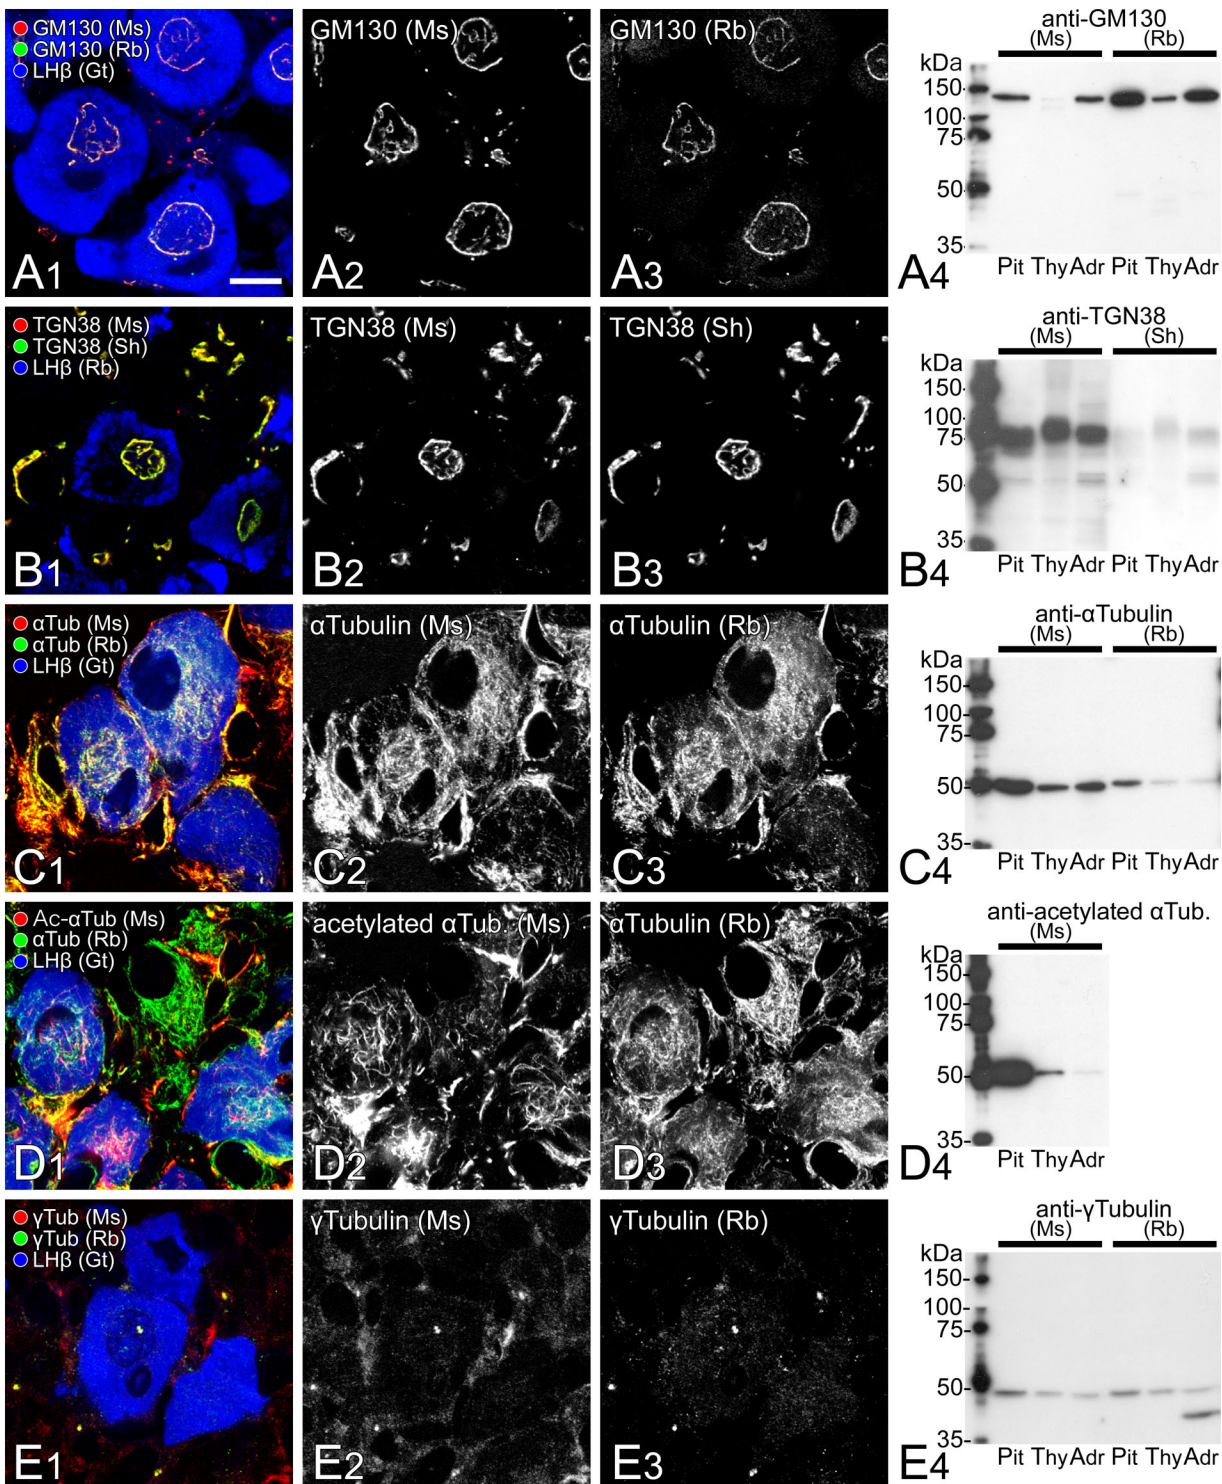 GM130 (Ms)
GM130 (Rb)
LHβ (Gt)
A1
GM130 (Ms)
A2
GM130 (Rb)
A3
anti-GM130
(Ms) (Rb)
kDa
150
100
75
50
35
Pit Thy Adr Pit Thy Adr
A4
TGN38 (Ms)
TGN38 (Sh)
LHβ (Rb)
B1
TGN38 (Ms)
B2
TGN38 (Sh)
B3
anti-TGN38
(Ms) (Sh)
kDa
150
100
75
50
35
Pit Thy Adr Pit Thy Adr
B4
αTub (Ms)
αTub (Rb)
LHβ (Gt)
C1
αTubulin (Ms)
C2
αTubulin (Rb)
C3
anti-αTubulin
(Ms) (Rb)
kDa
150-
100-
75-
50-
35-
Pit Thy Adr Pit Thy Adr
C4
Ac-αTub (Ms)
αTub (Rb)
LHβ (Gt)
D1
acetylated αTub. (Ms)
D2
αTubulin (Rb)
D3
anti-acetylated αTub.
(Ms)
kDa
150-
100-
75-
50-
35-
Pit Thy Adr
D4
γTub (Ms)
γTub (Rb)
LHβ (Gt)
E1
γTubulin (Ms)
E2
γTubulin (Rb)
E3
anti-γTubulin
(Ms) (Rb)
kDa
150-
100-
75-
50-
35-
Pit Thy Adr Pit Thy Adr
E4